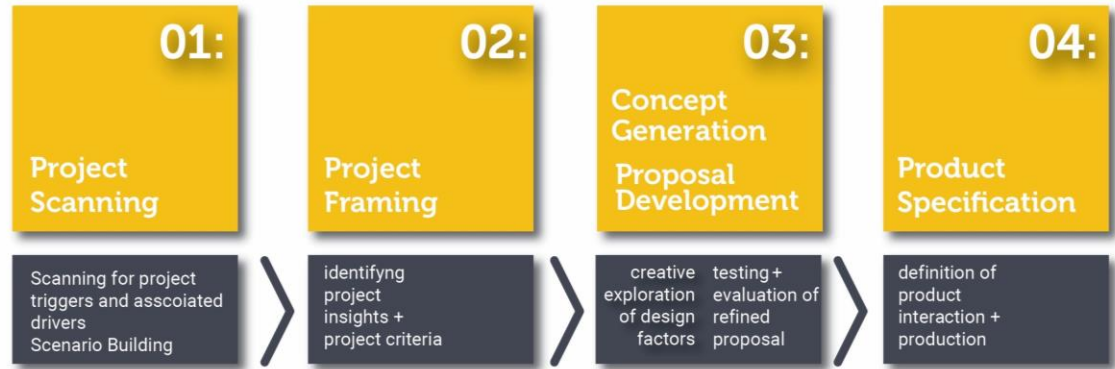 01:
Project
Scanning
Scanning for project
triggers and asscoiated
drivers
Scenario Building
02:
Project
Framing
identifyng
project
insights +
project criteria
03:
Concept
Generation
Proposal
Development
creative
exploration
of design
factors
testing +
evaluation of
refined
proposal
04:
Product
Specification
definition of
product
interaction +
production